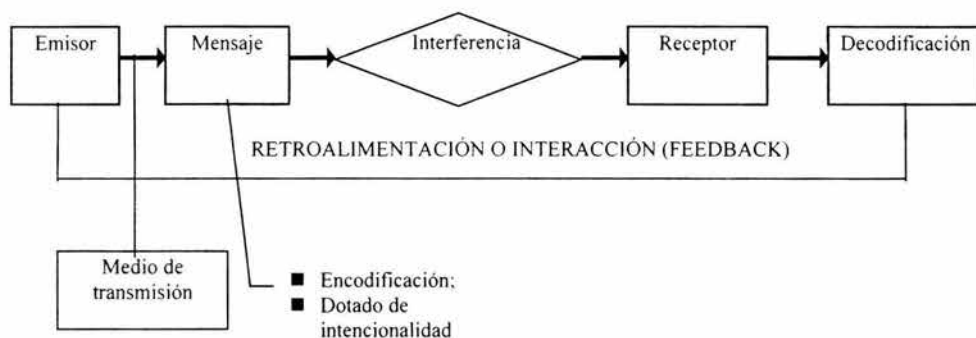 Emisor
Mensaje
Interferencia
Receptor
Decodificación
RETROALIMENTACIÓN O INTERACCIÓN (FEEDBACK)
Medio de
transmisión
■ Encodificación;
■ Dotado de
intencionalidad